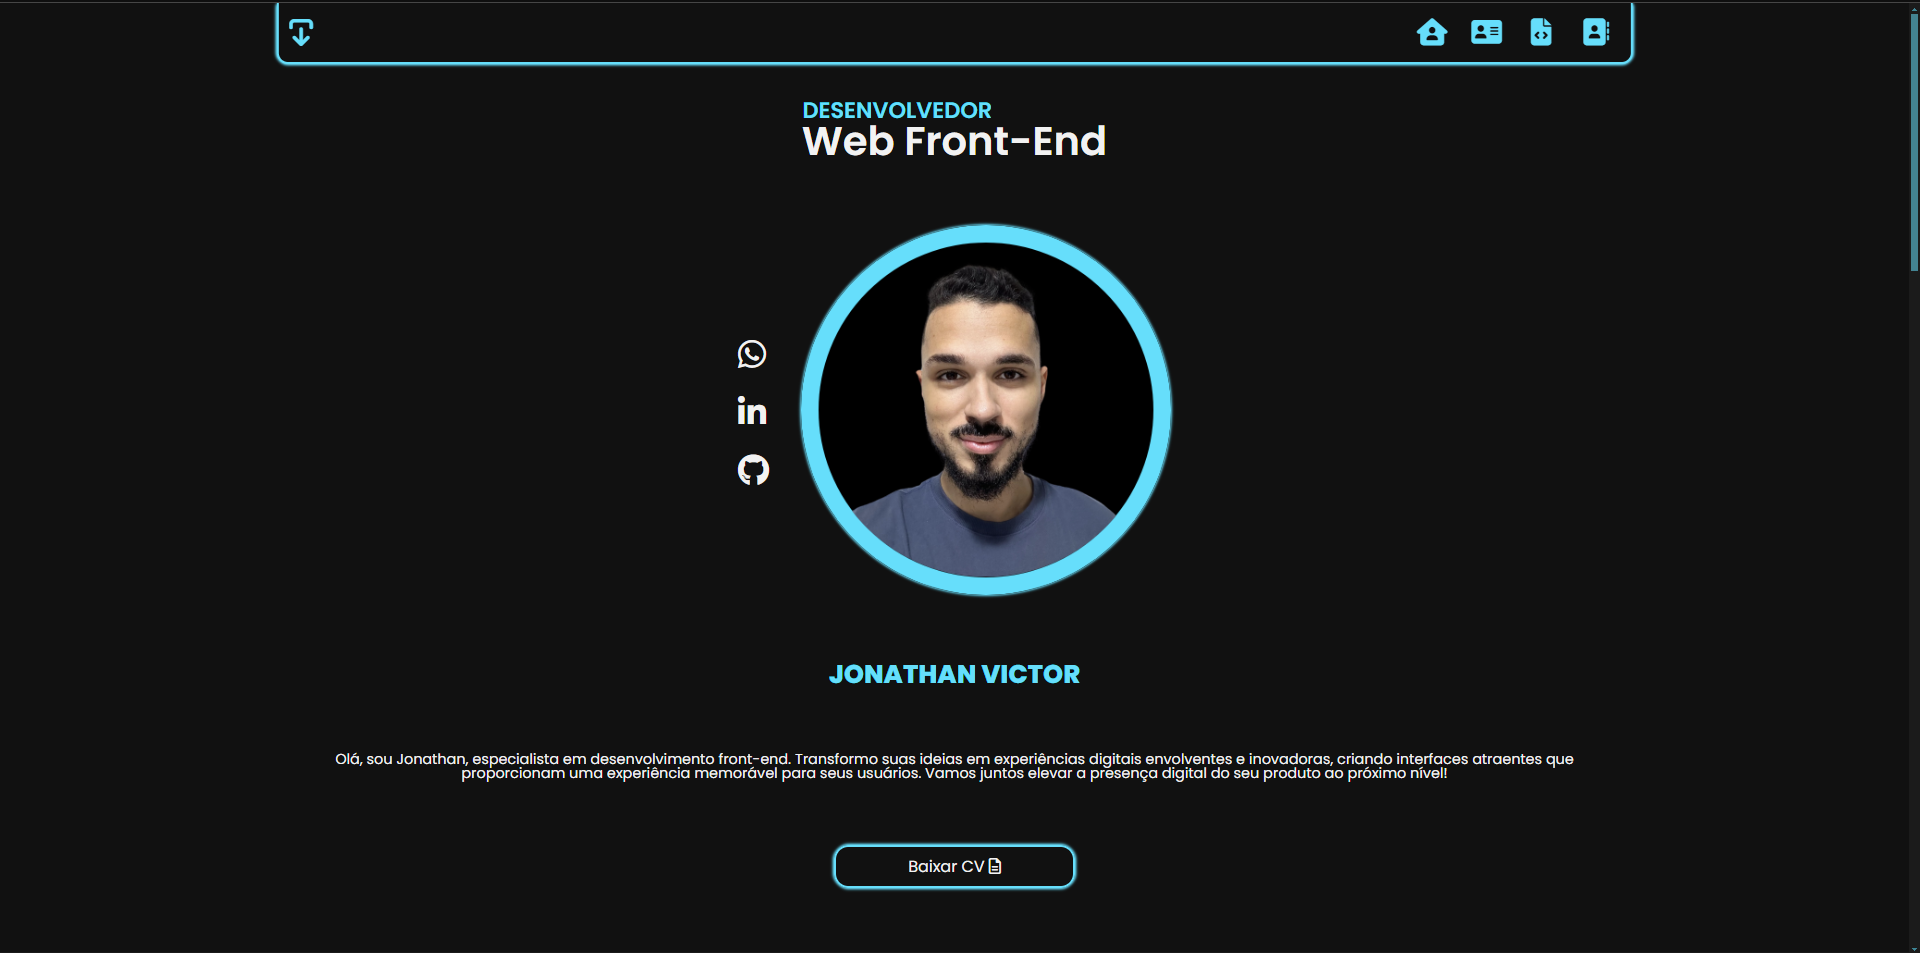 DESENVOLVEDOR
Web Front-End
JONATHAN VICTOR
Olá, sou Jonathan, especialista em desenvolvimento front-end. Transformo suas ideias em experiências digitais envolventes e inovadoras, criando interfaces atraentes que
proporcionam uma experiência memorável para seus usuários. Vamos juntos elevar a presença digital do seu produto ao próximo nível!
Baixar CV